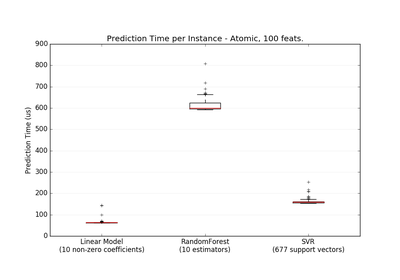 Prediction Time per Instance - Atomic, 100 feats.
900
800
700
600
500
400
300
200
100
0
Prediction Time (us)
Linear Model
(10 non-zero coefficients)
RandomForest
(10 estimators)
SVR
(677 support vectors)